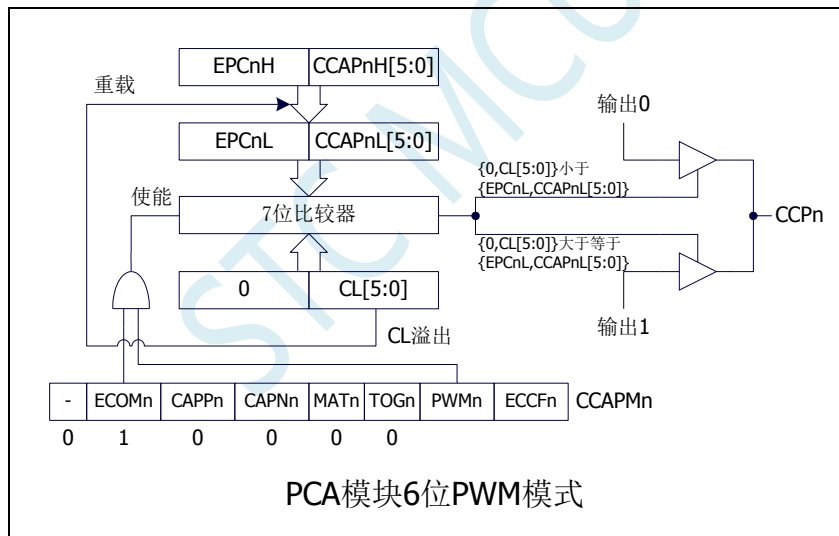 EPCnH CCAPnH[5:0]
重载
输出0
EPCnL CCAPnL[5:0]
{0,CL[5:0]}小于
{EPCnL,CCAPnL[5:0]}
使能
7位比较器
CCPn
{0,CL[5:0]}大于等于
{EPCnL,CCAPnL[5:0]}
0 CL[5:0]
CL溢出
输出1
- ECOMn CAPPn CAPNn MATn TOGn PWMn ECCFn CCAPMn
0 1 0 0 0 0
PCA模块6位PWM模式
STC MCU